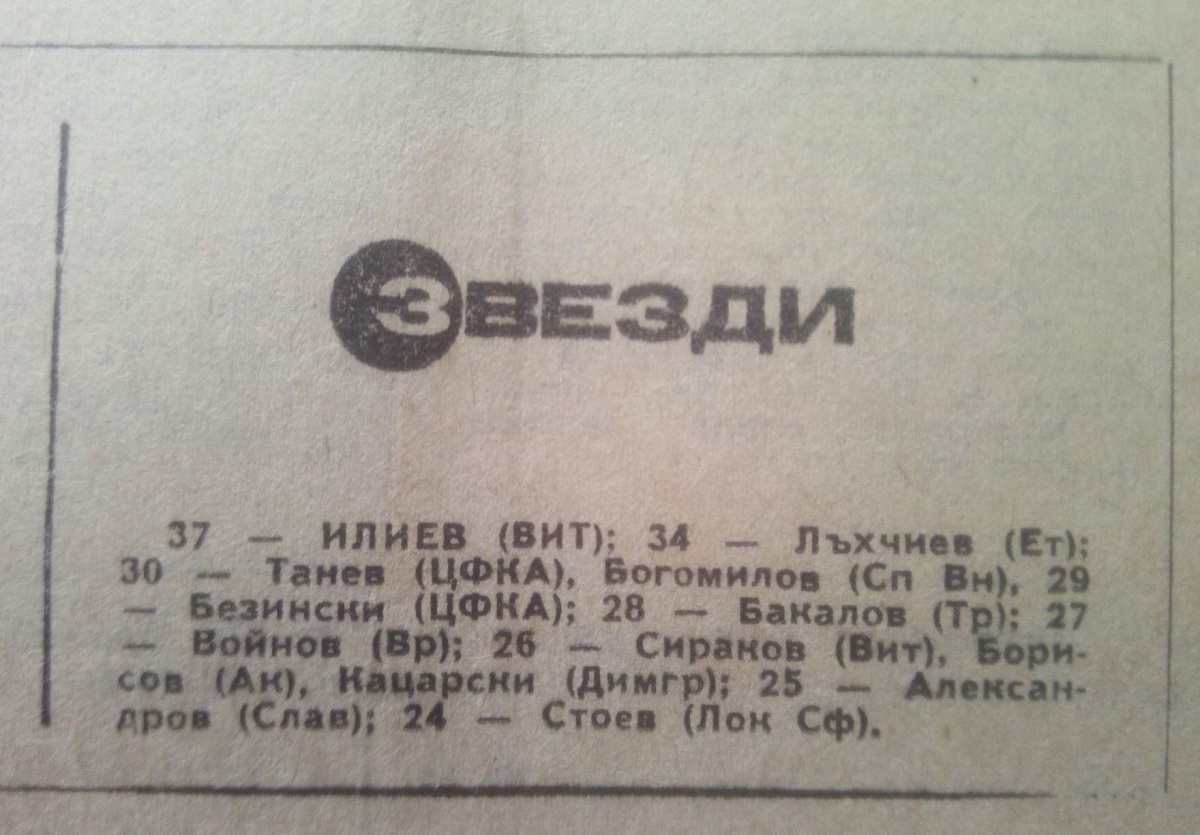 ЗВЕЗДИ
37 — ИЛИЕВ (ВИТ); 34 — Лъхчиев (Ет);
30 — Танев (ЦФКА), Богомилов (Сп Вн), 29
— Безински (ЦФКА); 28 — Бакалов (Тр); 27
— Войнов (Вр); 26 — Сираков (Вит), Бори-
сов (Ак), Кацарски (Димгр); 25 — Алексан-
дров (Слав); 24 — Стоев (Лок Сф).